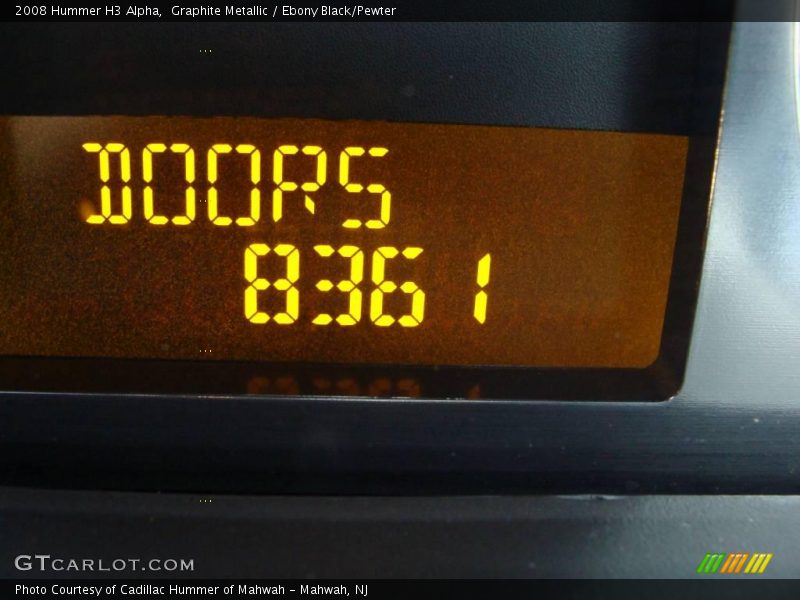 2008 Hummer H3 Alpha, Graphite Metallic / Ebony Black/Pewter
DOORS
8361
GTCARLOT.COM
Photo Courtesy of Cadillac Hummer of Mahwah - Mahwah, NJ